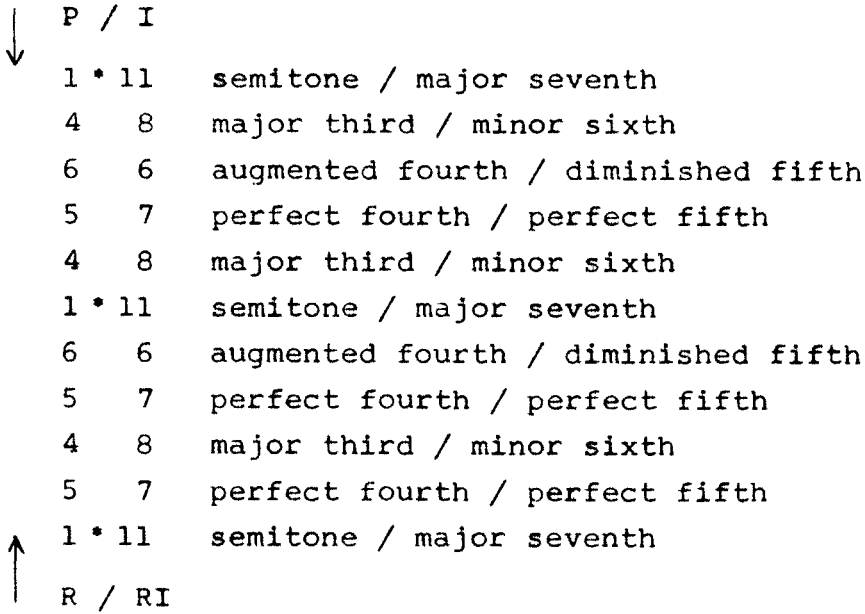 P / I
1 • 11 semitone / major seventh
4 8 major third / minor sixth
6 6 augmented fourth / diminished fifth
5 7 perfect fourth / perfect fifth
4 8 major third / minor sixth
1 • 11 semitone / major seventh
6 6 augmented fourth / diminished fifth
5 7 perfect fourth / perfect fifth
4 8 major third / minor sixth
5 7 perfect fourth / perfect fifth
1 • 11 semitone / major seventh
R / RI